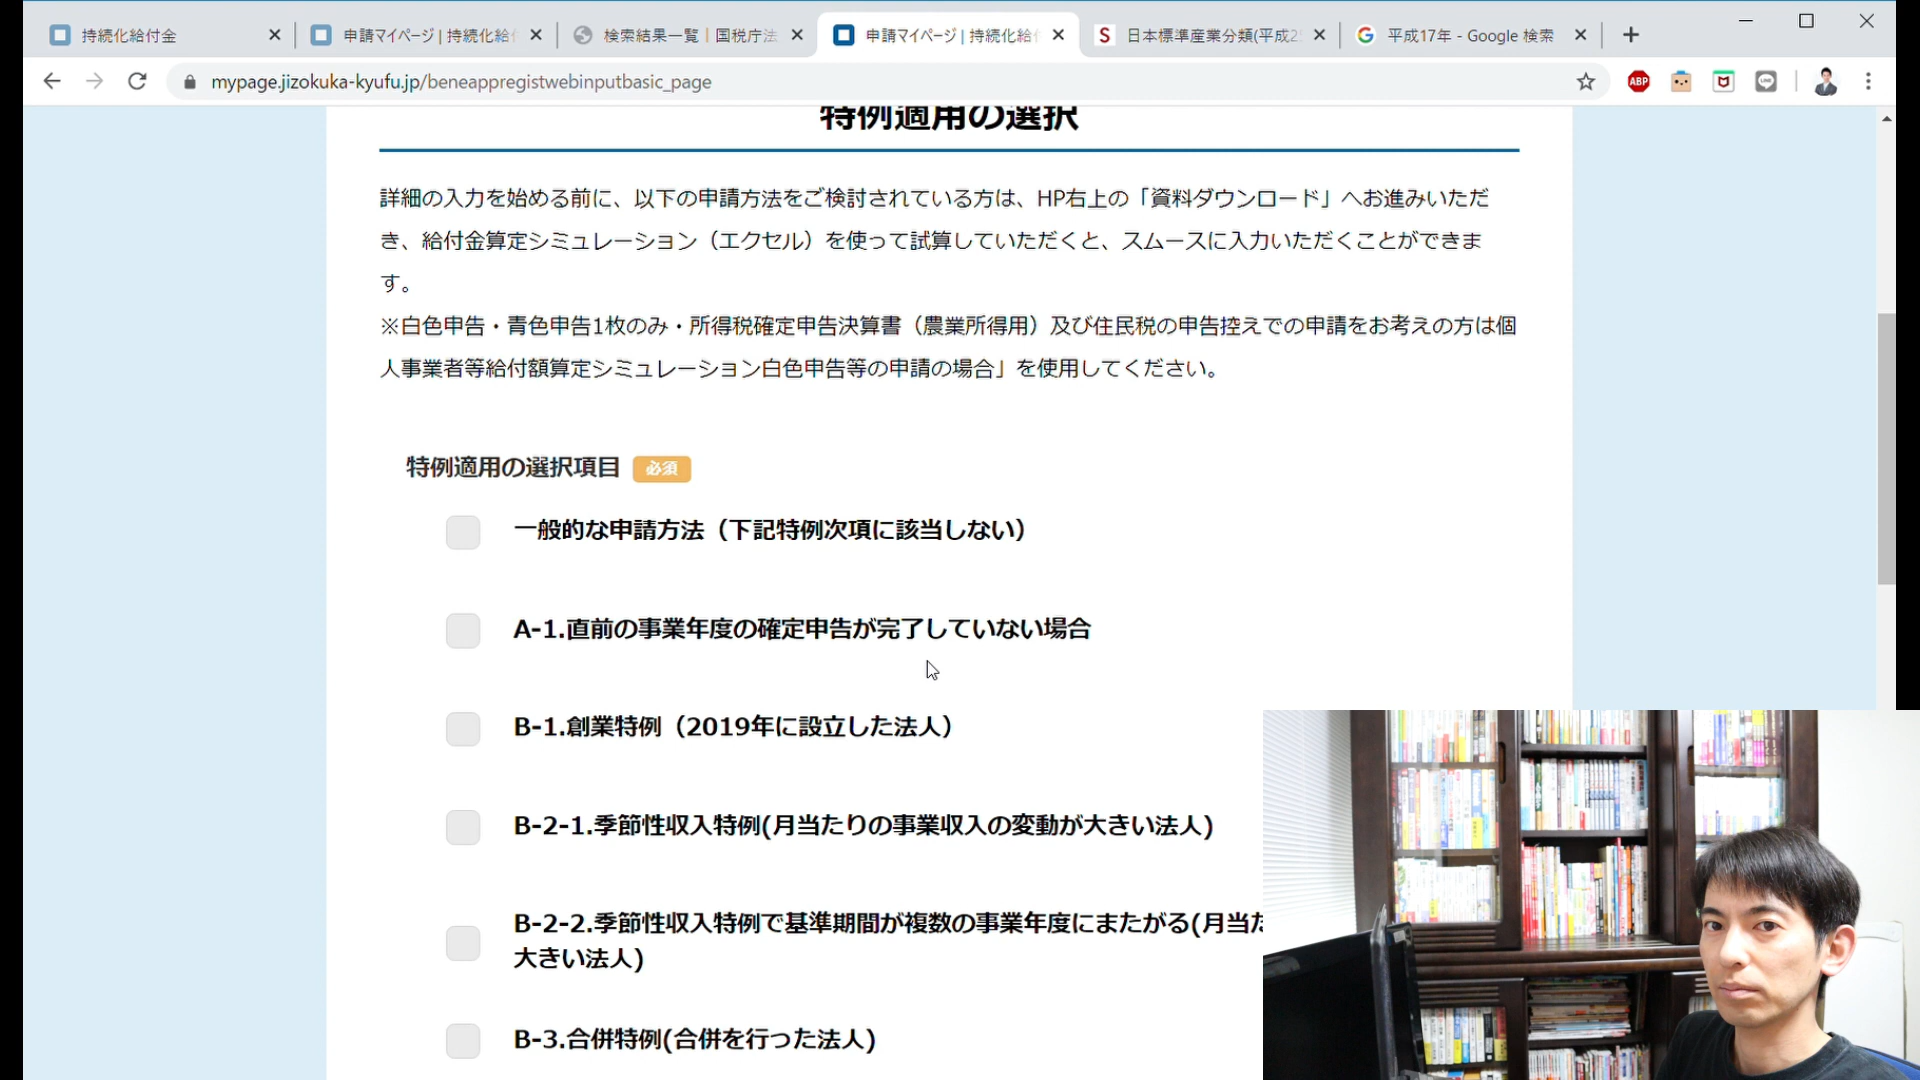 持続化給付金
申請マイページ | 持続化給
検索結果一覧｜国税庁法
申請マイページ | 持続化給
日本標準産業分類(平成2
平成17年 - Google 検索
mypage.jizokuka-kyufu.jp/beneappregistwebinputbasic_page
ABP
特例適用の選択
詳細の入力を始める前に、以下の申請方法をご検討されている方は、HP右上の「資料ダウンロード」へお進みいただ
き、給付金算定シミュレーション（エクセル）を使って試算していただくと、スムースに入力いただくことができま
す。
※白色申告・青色申告1枚のみ・所得税確定申告決算書（農業所得用）及び住民税の申告控えでの申請をお考えの方は個
人事業者等給付額算定シミュレーション白色申告等の申請の場合」を使用してください。
特例適用の選択項目 必須
一般的な申請方法（下記特例次項に該当しない）
A-1.直前の事業年度の確定申告が完了していない場合
B-1.創業特例（2019年に設立した法人）
B-2-1.季節性収入特例(月当たりの事業収入の変動が大きい法人)
B-2-2.季節性収入特例で基準期間が複数の事業年度にまたがる(月当た
大きい法人)
B-3.合併特例(合併を行った法人)